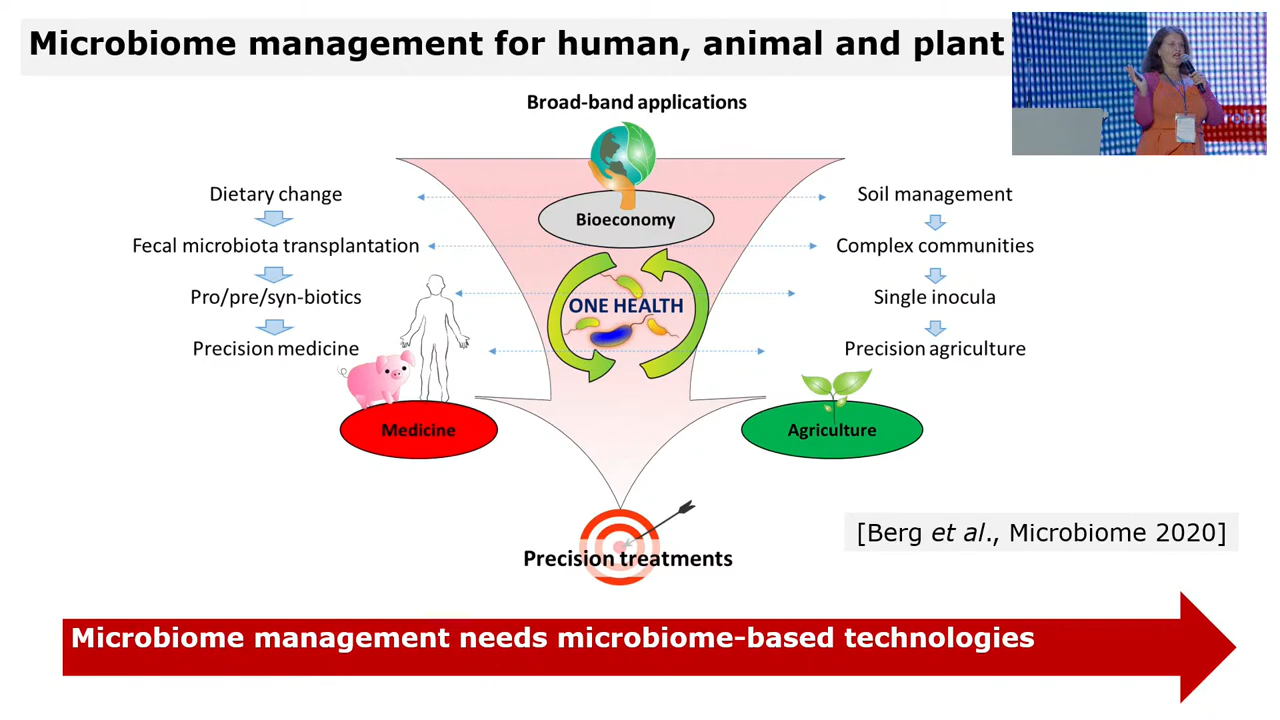 Microbiome management for human, animal and plant
Broad-band applications
Dietary change
Fecal microbiota transplantation
Pro/pre/syn-biotics
Precision medicine
Bioeconomy
ONE HEALTH
Soil management
Complex communities
Single inocula
Precision agriculture
Medicine
Agriculture
Precision treatments
[Berg et al., Microbiome 2020]
Microbiome management needs microbiome-based technologies